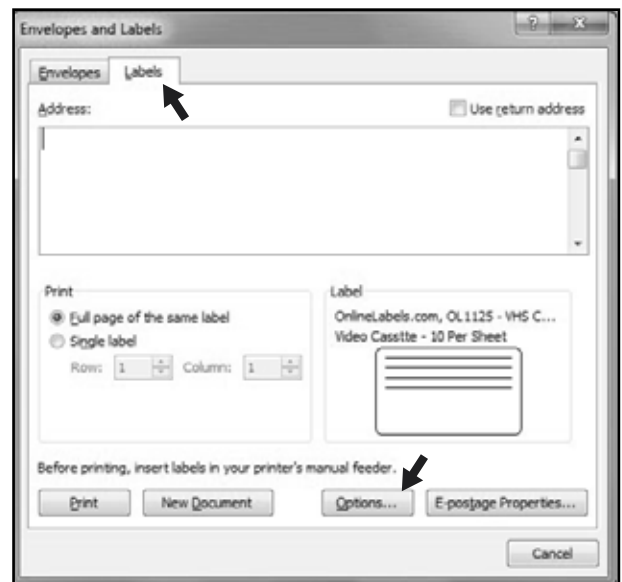 Envelopes and Labels
Envelopes Labels
Address: Use return address
Print Label
Full page of the same label OnlineLabels.com, OL1125 - VHS C...
Single label Video Casstte - 10 Per Sheet
Row: 1 Column: 1
Before printing, insert labels in your printer's manual feeder.
Print New Document Options... E-postage Properties...
Cancel